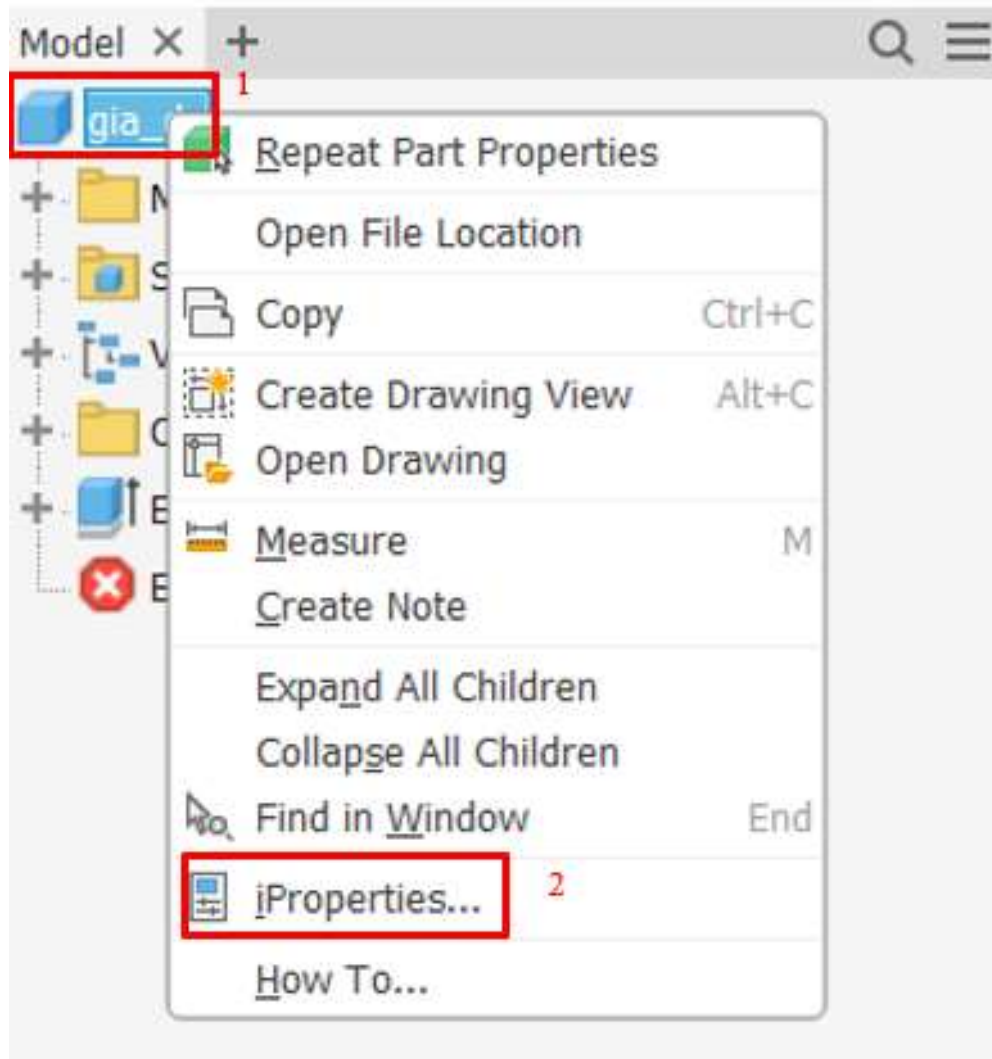 Model
1
gia_
Repeat Part Properties
Open File Location
Copy Ctrl+C
Create Drawing View Alt+C
Open Drawing
Measure M
Create Note
Expand All Children
Collapse All Children
Find in Window End
iProperties... 2
How To...